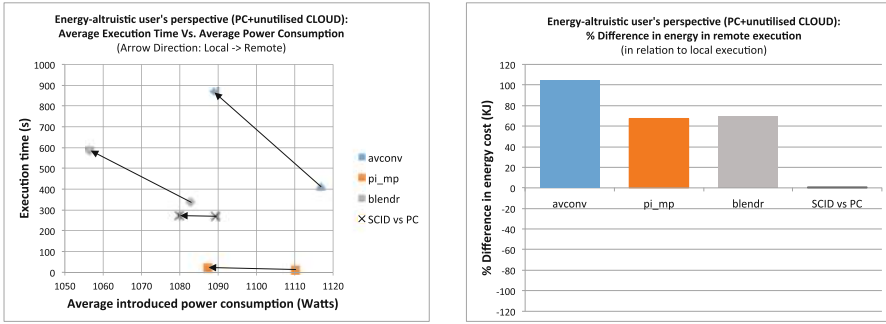 Energy-altruistic user's perspective (PC+unutilised CLOUD):
Average Execution Time Vs. Average Power Consumption
(Arrow Direction: Local -> Remote)
Execution time (s)
1000
900
800
700
600
500
400
300
200
100
0
1050 1060 1070 1080 1090 1100 1110 1120
Average introduced power consumption (Watts)
avconv
pi_mp
blendr
SCID vs PC
Energy-altruistic user's perspective (PC+unutilised CLOUD):
% Difference in energy in remote execution
(in relation to local execution)
% Difference in energy cost (KJ)
120
100
80
60
40
20
0
-20
-40
-60
-80
-100
-120
avconv pi_mp blendr SCID vs PC